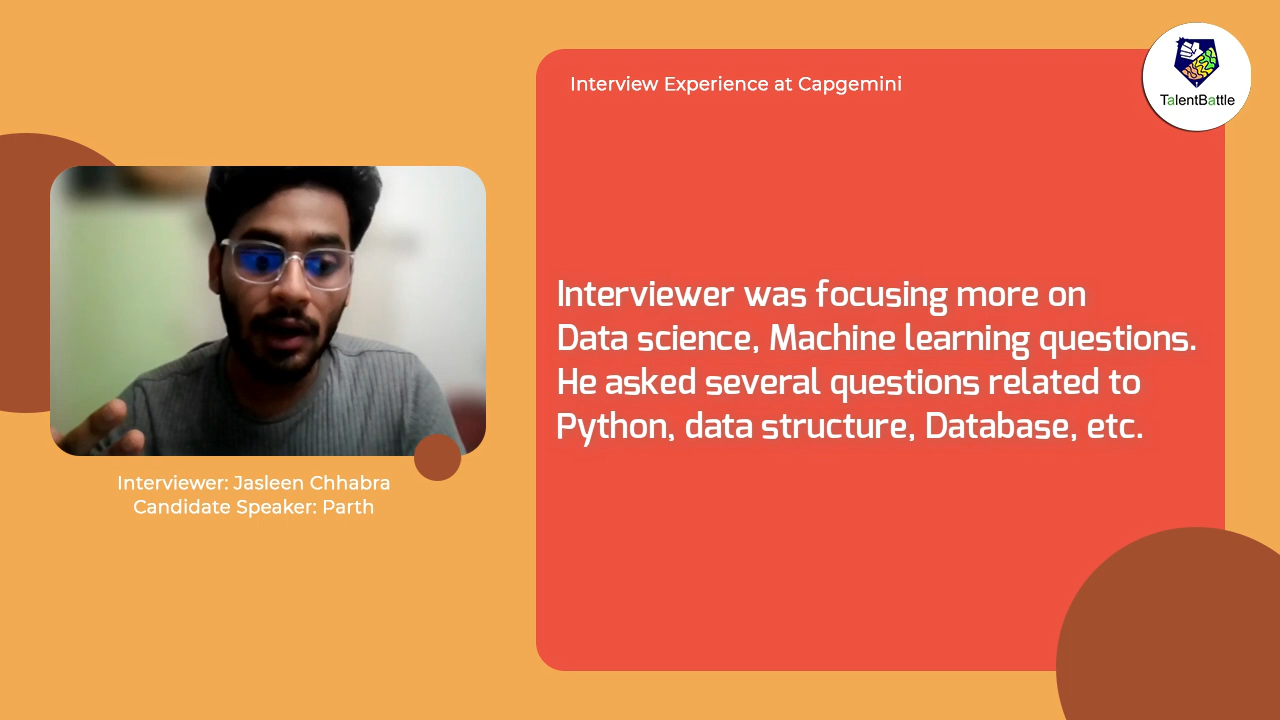 Interview Experience at Capgemini
TalentBattle
Interviewer was focusing more on
Data science, Machine learning questions.
He asked several questions related to
Python, data structure, Database, etc.
Interviewer: Jasleen Chhabra
Candidate Speaker: Parth